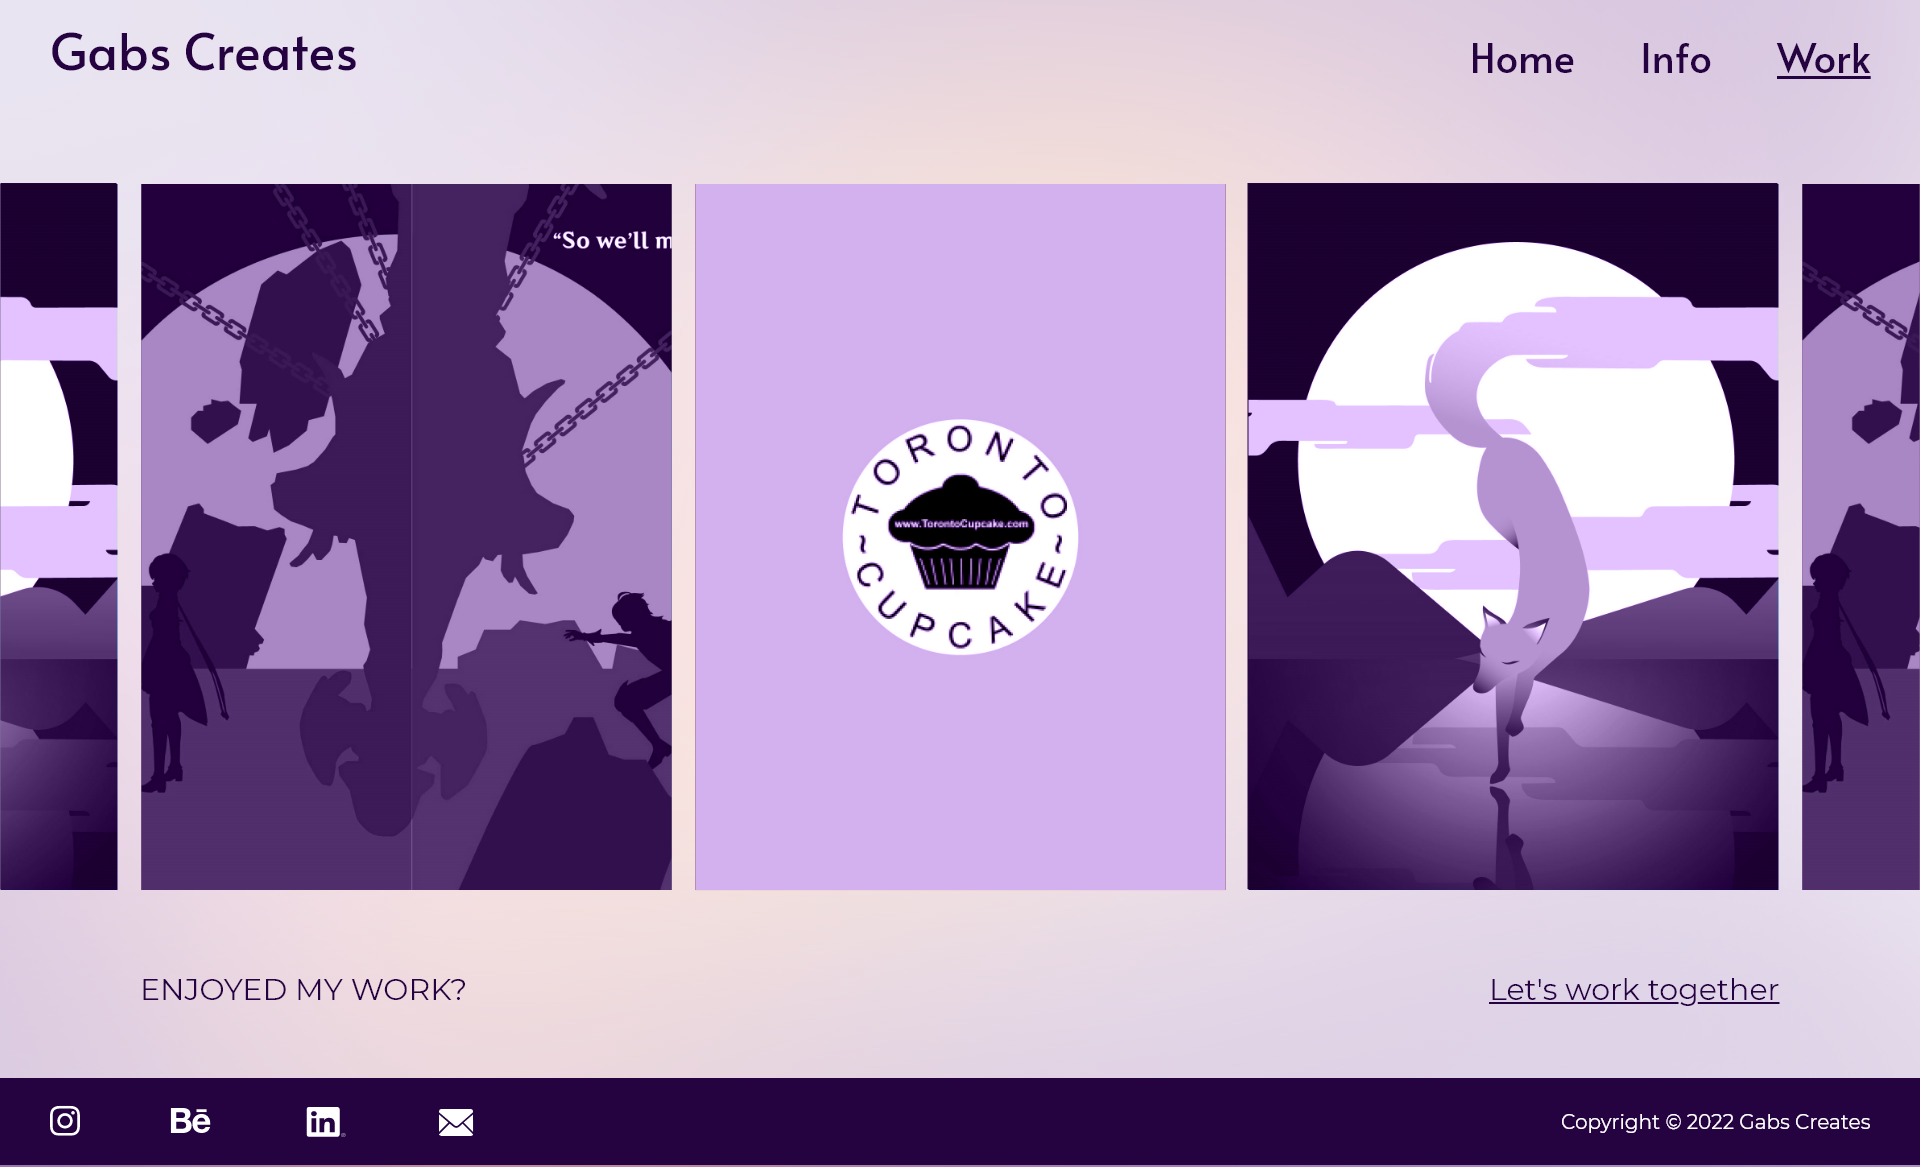 Gabs Creates
Home Info Work
“So we’ll m
~TORONTO~
www.TorontoCupcake.com
CUPCAKE
ENJOYED MY WORK?
Let's work together
Bē
in
Copyright © 2022 Gabs Creates